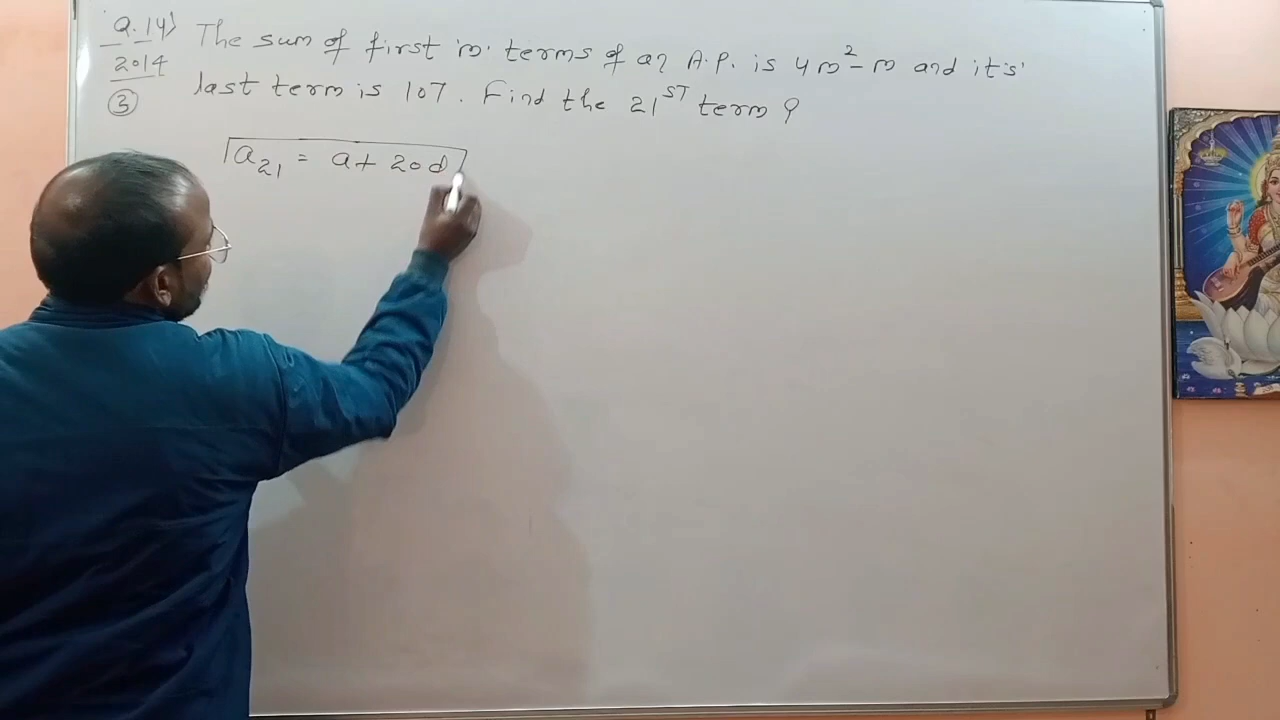 Q.14) The sum of first 'm' terms of an A.P. is 4m²-m and it's'
2014 last term is 107. Find the 21ST term ?
③
a₂₁ = a + 20d